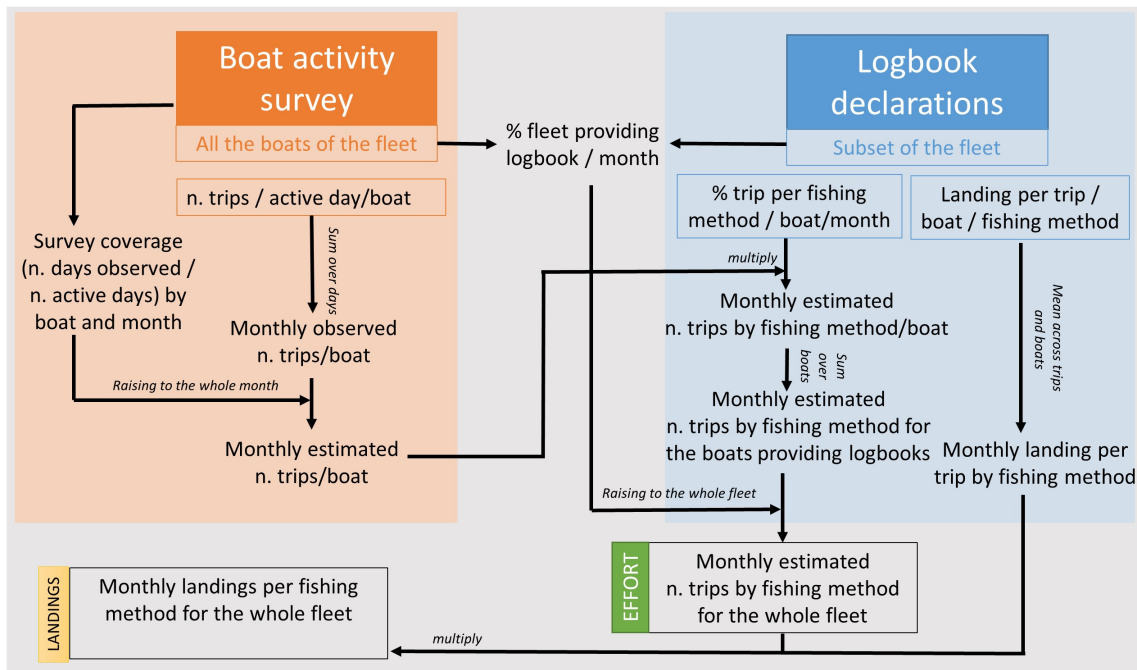 Boat activity
survey
All the boats of the fleet
n. trips / active day/boat
Sum over days
Survey coverage
(n. days observed /
n. active days) by
boat and month
Monthly observed
n. trips/boat
Raising to the whole month
Monthly estimated
n. trips/boat
% fleet providing
logbook / month
Logbook
declarations
Subset of the fleet
% trip per fishing
method / boat/month
Landing per trip /
boat / fishing method
multiply
Monthly estimated
n. trips by fishing method/boat
Sum
over
boats
Mean across trips
and boats
Monthly estimated
n. trips by fishing method for
the boats providing logbooks
Monthly landing per
trip by fishing method
Raising to the whole fleet
EFFORT
Monthly estimated
n. trips by fishing method
for the whole fleet
LANDINGS
Monthly landings per fishing
method for the whole fleet
multiply